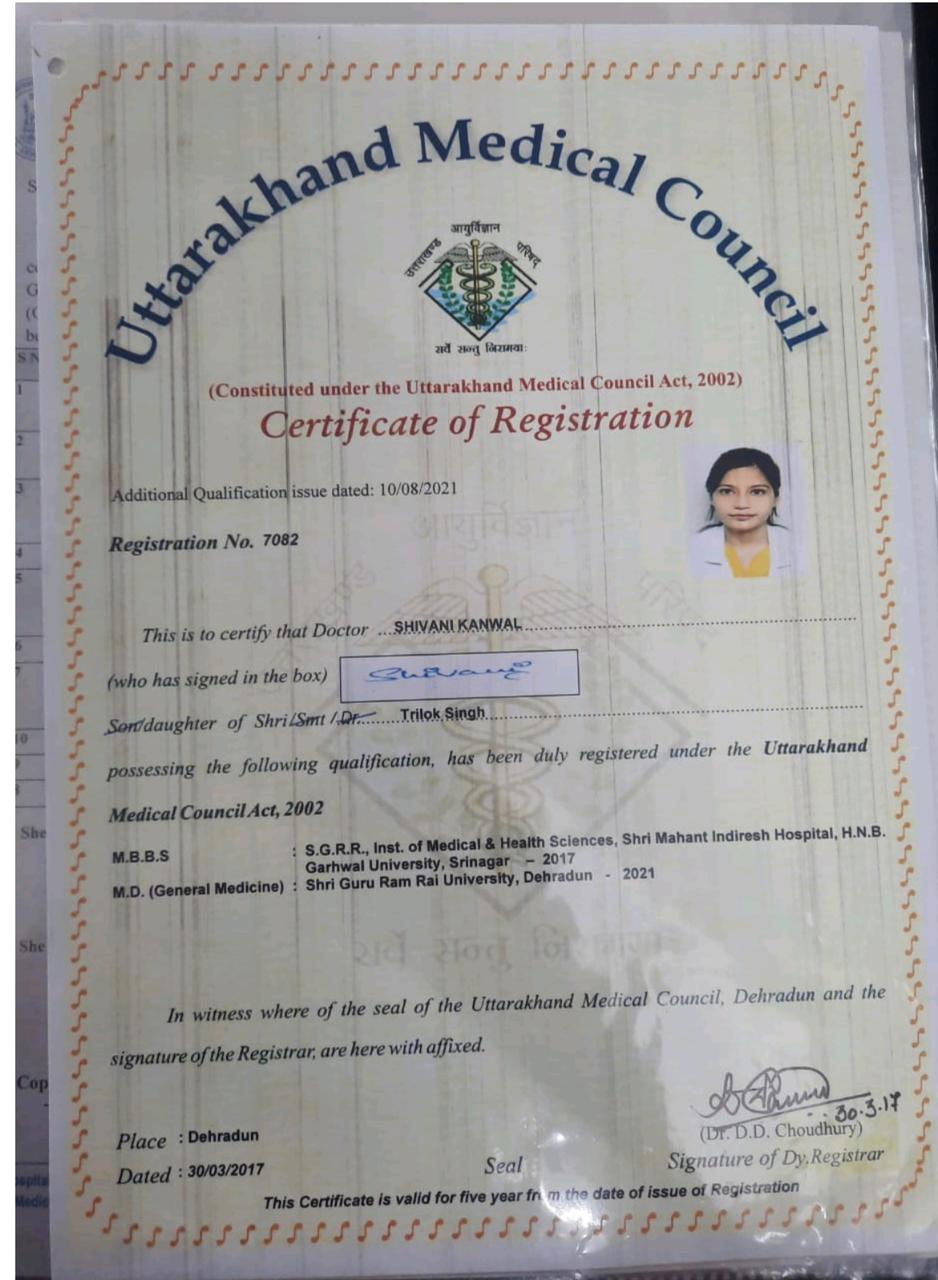 Uttarakhand Medical Council
उत्तराखण्ड आयुर्विज्ञान परिषद्
सर्वे सन्तु निरामयाः
(Constituted under the Uttarakhand Medical Council Act, 2002)
Certificate of Registration
Additional Qualification issue dated: 10/08/2021
Registration No. 7082
This is to certify that Doctor ...SHIVANI KANWAL
(who has signed in the box) Shivani
Son/daughter of Shri/Smt /Dr. Trilok Singh
possessing the following qualification, has been duly registered under the Uttarakhand
Medical Council Act, 2002
M.B.B.S : S.G.R.R., Inst. of Medical & Health Sciences, Shri Mahant Indiresh Hospital, H.N.B.
Garhwal University, Srinagar – 2017
M.D. (General Medicine) : Shri Guru Ram Rai University, Dehradun - 2021
In witness where of the seal of the Uttarakhand Medical Council, Dehradun and the
signature of the Registrar, are here with affixed.
30.3.17
(Dr. D.D. Choudhury)
Place : Dehradun
Signature of Dy.Registrar
Dated : 30/03/2017
Seal
This Certificate is valid for five year from the date of issue of Registration